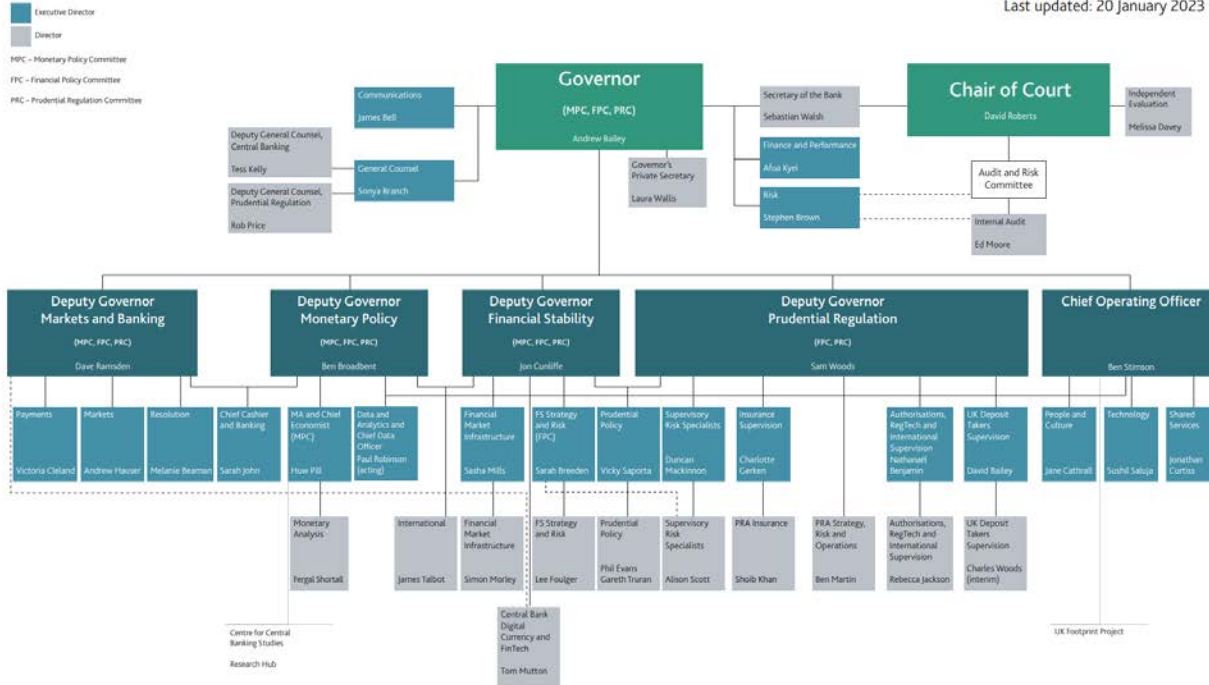 Last updated: 20 January 2023
Executive Director
Director
MPC – Monetary Policy Committee
FPC – Financial Policy Committee
PRC – Prudential Regulation Committee
Governor
(MPC, FPC, PRC)
Andrew Bailey
Chair of Court
David Roberts
Communications
James Bell
Deputy General Counsel,
Central Banking
Tess Kelly
General Counsel
Sonya Branch
Deputy General Counsel,
Prudential Regulation
Rob Price
Governor's
Private Secretary
Laura Wallis
Secretary of the Bank
Sebastian Walsh
Finance and Performance
Afua Kyei
Risk
Stephen Brown
Independent
Evaluation
Melissa Davey
Audit and Risk
Committee
Internal Audit
Ed Moore
Deputy Governor
Markets and Banking
(MPC, FPC, PRC)
Dave Ramsden
Deputy Governor
Monetary Policy
(MPC, FPC, PRC)
Ben Broadbent
Deputy Governor
Financial Stability
(MPC, FPC, PRC)
Jon Cunliffe
Deputy Governor
Prudential Regulation
(FPC, PRC)
Sam Woods
Chief Operating Officer
Ben Stimson
Payments
Victoria Cleland
Markets
Andrew Hauser
Resolution
Melanie Beaman
Chief Cashier
and Banking
Sarah John
MA and Chief
Economist
(MPC)
Huw Pill
Data and
Analytics and
Chief Data
Officer
Paul Robinson
(acting)
Financial
Market
Infrastructure
Sasha Mills
FS Strategy
and Risk
(FPC)
Sarah Breeden
Prudential
Policy
Vicky Saporta
Supervisory
Risk Specialists
Duncan
Mackinnon
Insurance
Supervision
Charlotte
Gerken
Authorisations,
RegTech and
International
Supervision
Nathanaël
Benjamin
UK Deposit
Takers
Supervision
David Bailey
People and
Culture
Jane Cathrall
Technology
Sushil Saluja
Shared
Services
Jonathan
Curtiss
Monetary
Analysis
Fergal Shortall
International
James Talbot
Financial
Market
Infrastructure
Simon Morley
FS Strategy
and Risk
Lee Foulger
Prudential
Policy
Phil Evans
Gareth Truran
Supervisory
Risk
Specialists
Alison Scott
PRA Insurance
Shoib Khan
PRA Strategy,
Risk and
Operations
Ben Martin
Authorisations,
RegTech and
International
Supervision
Rebecca Jackson
UK Deposit
Takers
Supervision
Charles Woods
(interim)
Central Bank
Digital
Currency and
FinTech
Tom Mutton
Centre for Central
Banking Studies
Research Hub
UK Footprint Project